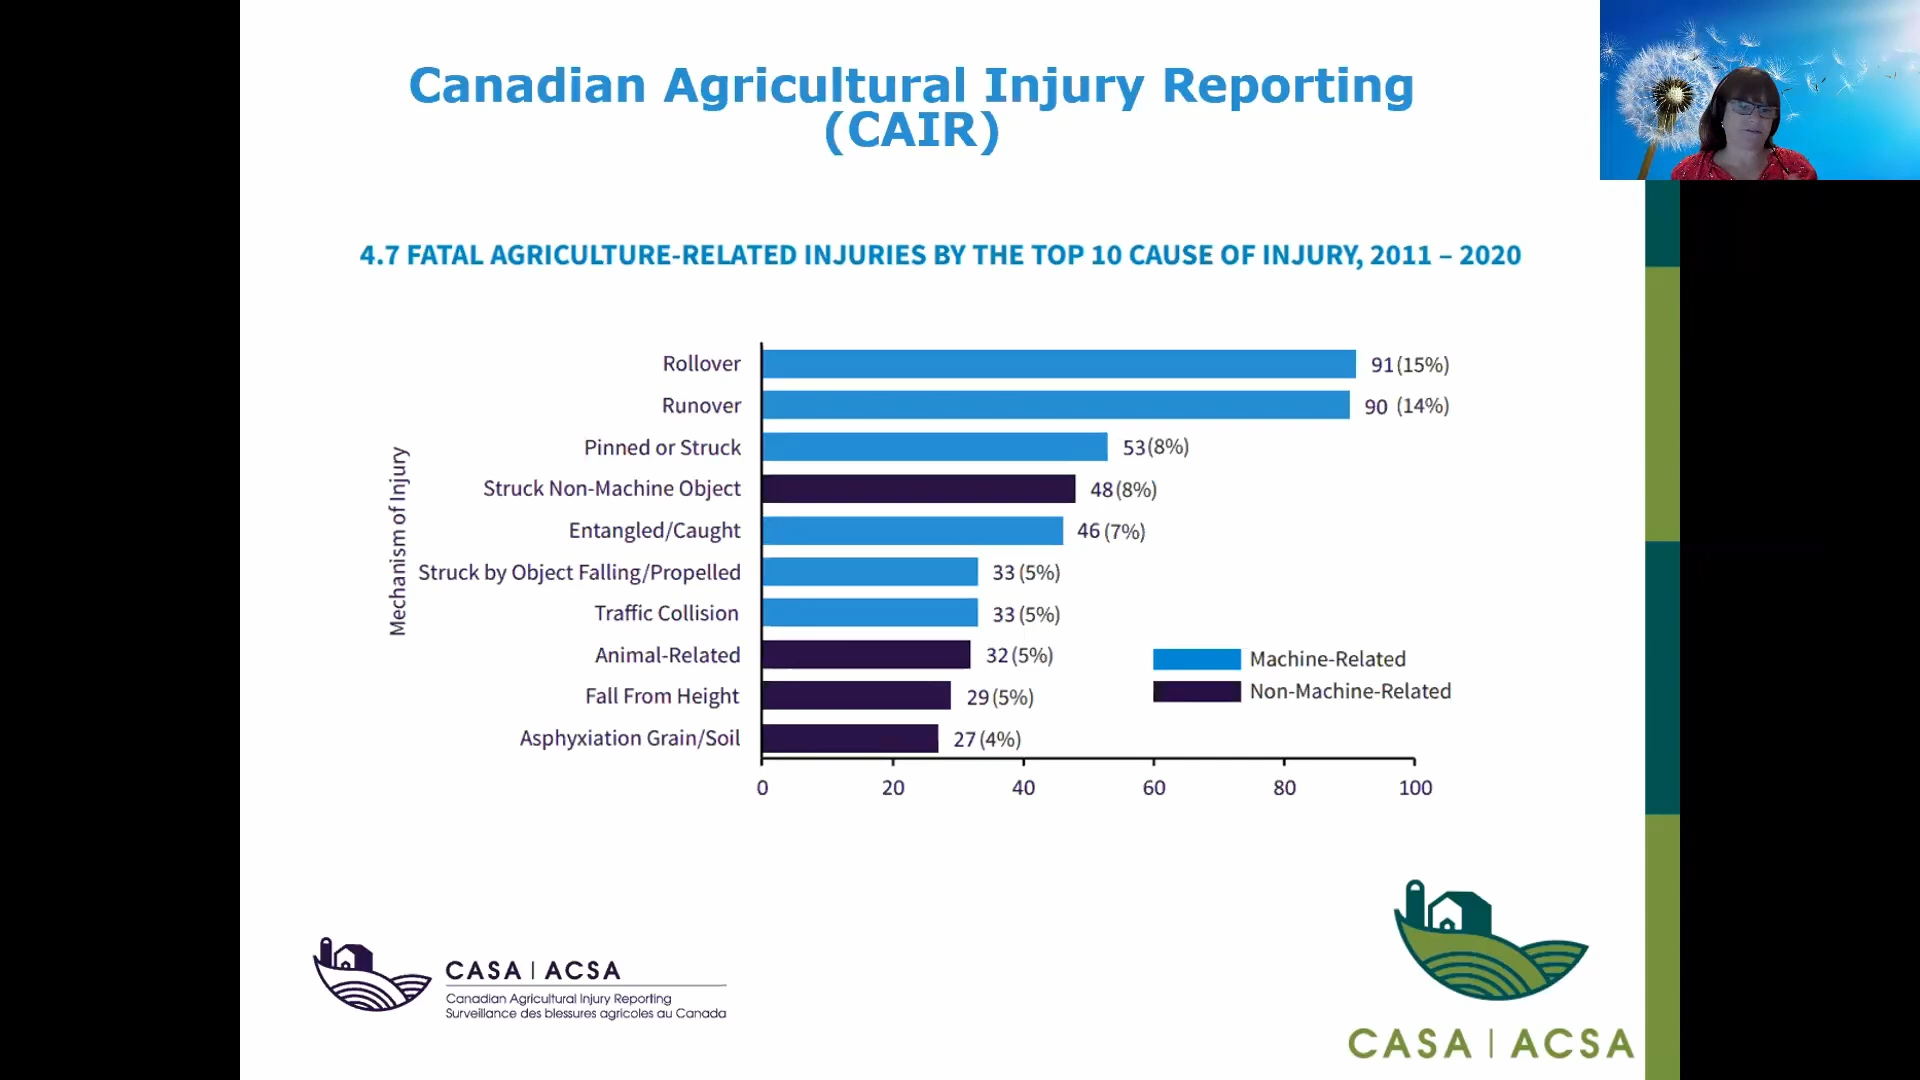 Canadian Agricultural Injury Reporting
(CAIR)
4.7 FATAL AGRICULTURE-RELATED INJURIES BY THE TOP 10 CAUSE OF INJURY, 2011 – 2020
Mechanism of Injury
Rollover 91 (15%)
Runover 90 (14%)
Pinned or Struck 53 (8%)
Struck Non-Machine Object 48 (8%)
Entangled/Caught 46 (7%)
Struck by Object Falling/Propelled 33 (5%)
Traffic Collision 33 (5%)
Animal-Related 32 (5%)
Fall From Height 29 (5%)
Asphyxiation Grain/Soil 27 (4%)
Machine-Related
Non-Machine-Related
0 20 40 60 80 100
CASA | ACSA
Canadian Agricultural Injury Reporting
Surveillance des blessures agricoles au Canada
CASA | ACSA